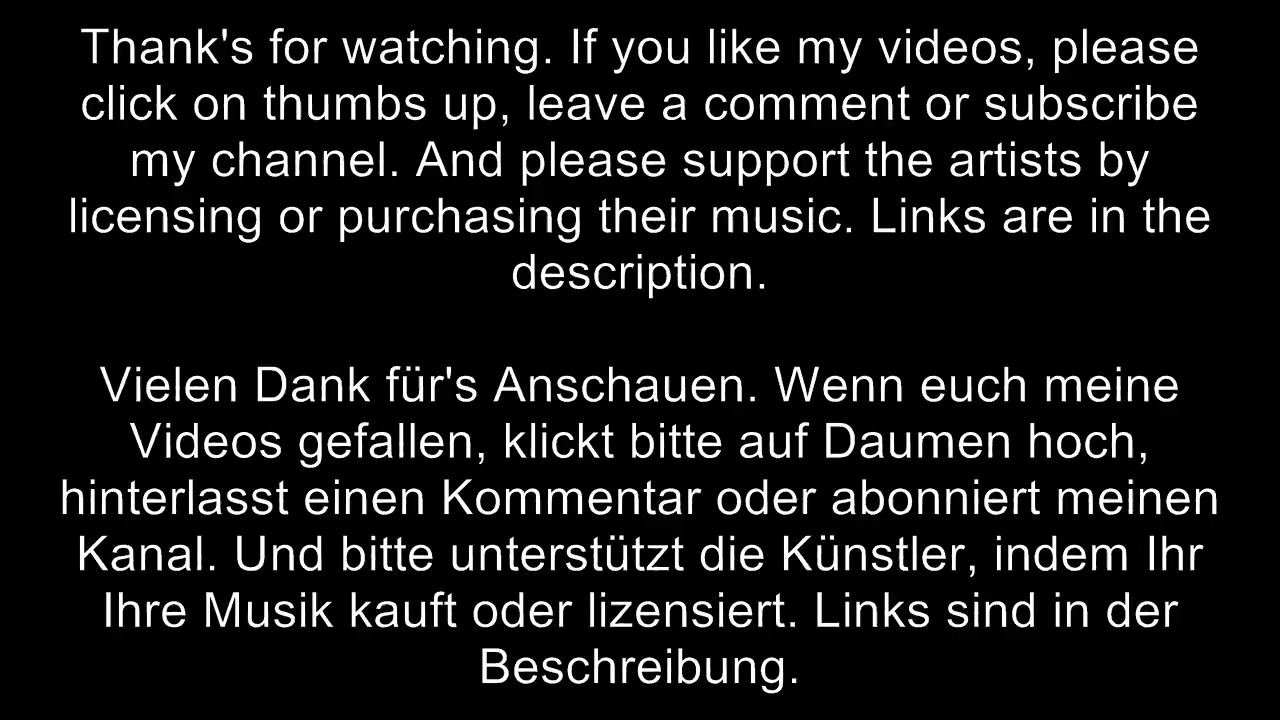 Thank's for watching. If you like my videos, please
click on thumbs up, leave a comment or subscribe
my channel. And please support the artists by
licensing or purchasing their music. Links are in the
description.
Vielen Dank für's Anschauen. Wenn euch meine
Videos gefallen, klickt bitte auf Daumen hoch,
hinterlasst einen Kommentar oder abonniert meinen
Kanal. Und bitte unterstützt die Künstler, indem Ihr
Ihre Musik kauft oder lizensiert. Links sind in der
Beschreibung.